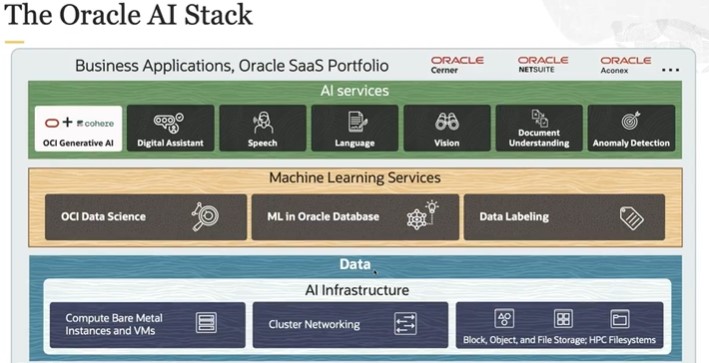 The Oracle AI Stack
Business Applications, Oracle SaaS Portfolio
ORACLE
Cerner
ORACLE
NETSUITE
ORACLE
Aconex
...
AI services
+ cohere
OCI Generative AI
Digital Assistant
Speech
Language
Vision
Document
Understanding
Anomaly Detection
Machine Learning Services
OCI Data Science
ML in Oracle Database
Data Labeling
Data
AI Infrastructure
Compute Bare Metal
Instances and VMs
Cluster Networking
Block, Object, and File Storage; HPC Filesystems